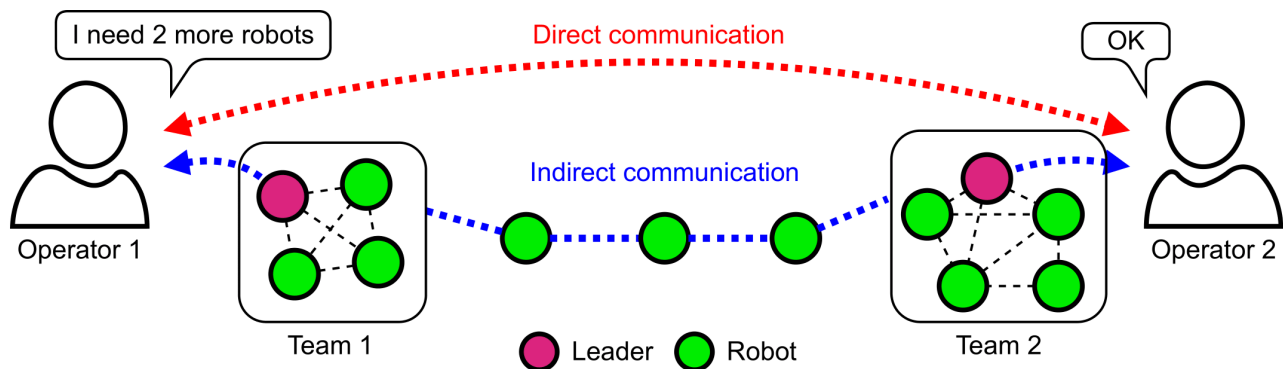 I need 2 more robots
Direct communication
OK
Indirect communication
Operator 1
Operator 2
Team 1
Team 2
Leader
Robot